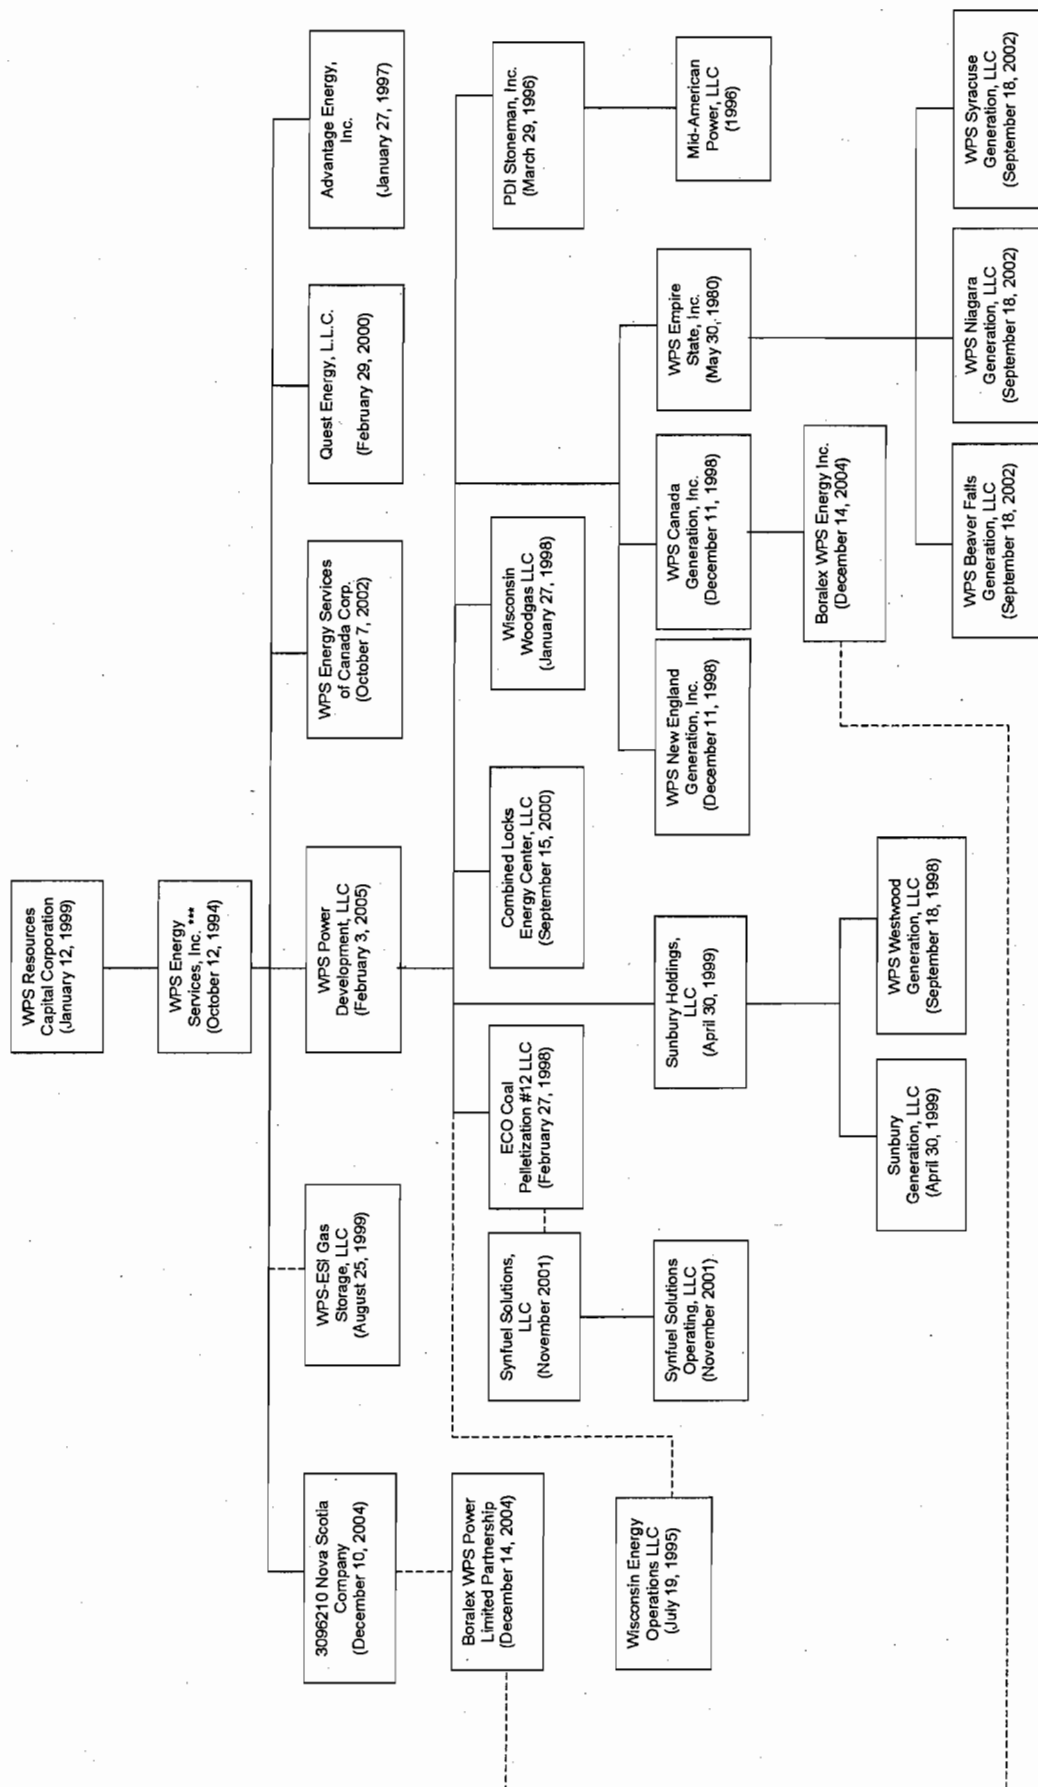 WPS Resources
Capital Corporation
(January 12, 1999)
WPS Energy
Services, Inc. ***
(October 12, 1994)
3096210 Nova Scotia
Company
(December 10, 2004)
WPS-ESI Gas
Storage, LLC
(August 25, 1999)
WPS Power
Development, LLC
(February 3, 2005)
WPS Energy Services
of Canada Corp.
(October 7, 2002)
Quest Energy, L.L.C.
(February 29, 2000)
Advantage Energy,
Inc.
(January 27, 1997)
Boralex WPS Power
Limited Partnership
(December 14, 2004)
Synfuel Solutions,
LLC
(November 2001)
ECO Coal
Pelletization #12 LLC
(February 27, 1998)
Combined Locks
Energy Center, LLC
(September 15, 2000)
Wisconsin
Woodgas LLC
(January 27, 1998)
PDI Stoneman, Inc.
(March 29, 1996)
Wisconsin Energy
Operations LLC
(July 19, 1995)
Synfuel Solutions
Operating, LLC
(November 2001)
Sunbury Holdings,
LLC
(April 30, 1999)
WPS New England
Generation, Inc.
(December 11, 1998)
WPS Canada
Generation, Inc.
(December 11, 1998)
WPS Empire
State, Inc.
(May 30, 1980)
Mid-American
Power, LLC
(1996)
Boralex WPS Energy Inc.
(December 14, 2004)
Sunbury
Generation, LLC
(April 30, 1999)
WPS Westwood
Generation, LLC
(September 18, 1998)
WPS Beaver Falls
Generation, LLC
(September 18, 2002)
WPS Niagara
Generation, LLC
(September 18, 2002)
WPS Syracuse
Generation, LLC
(September 18, 2002)